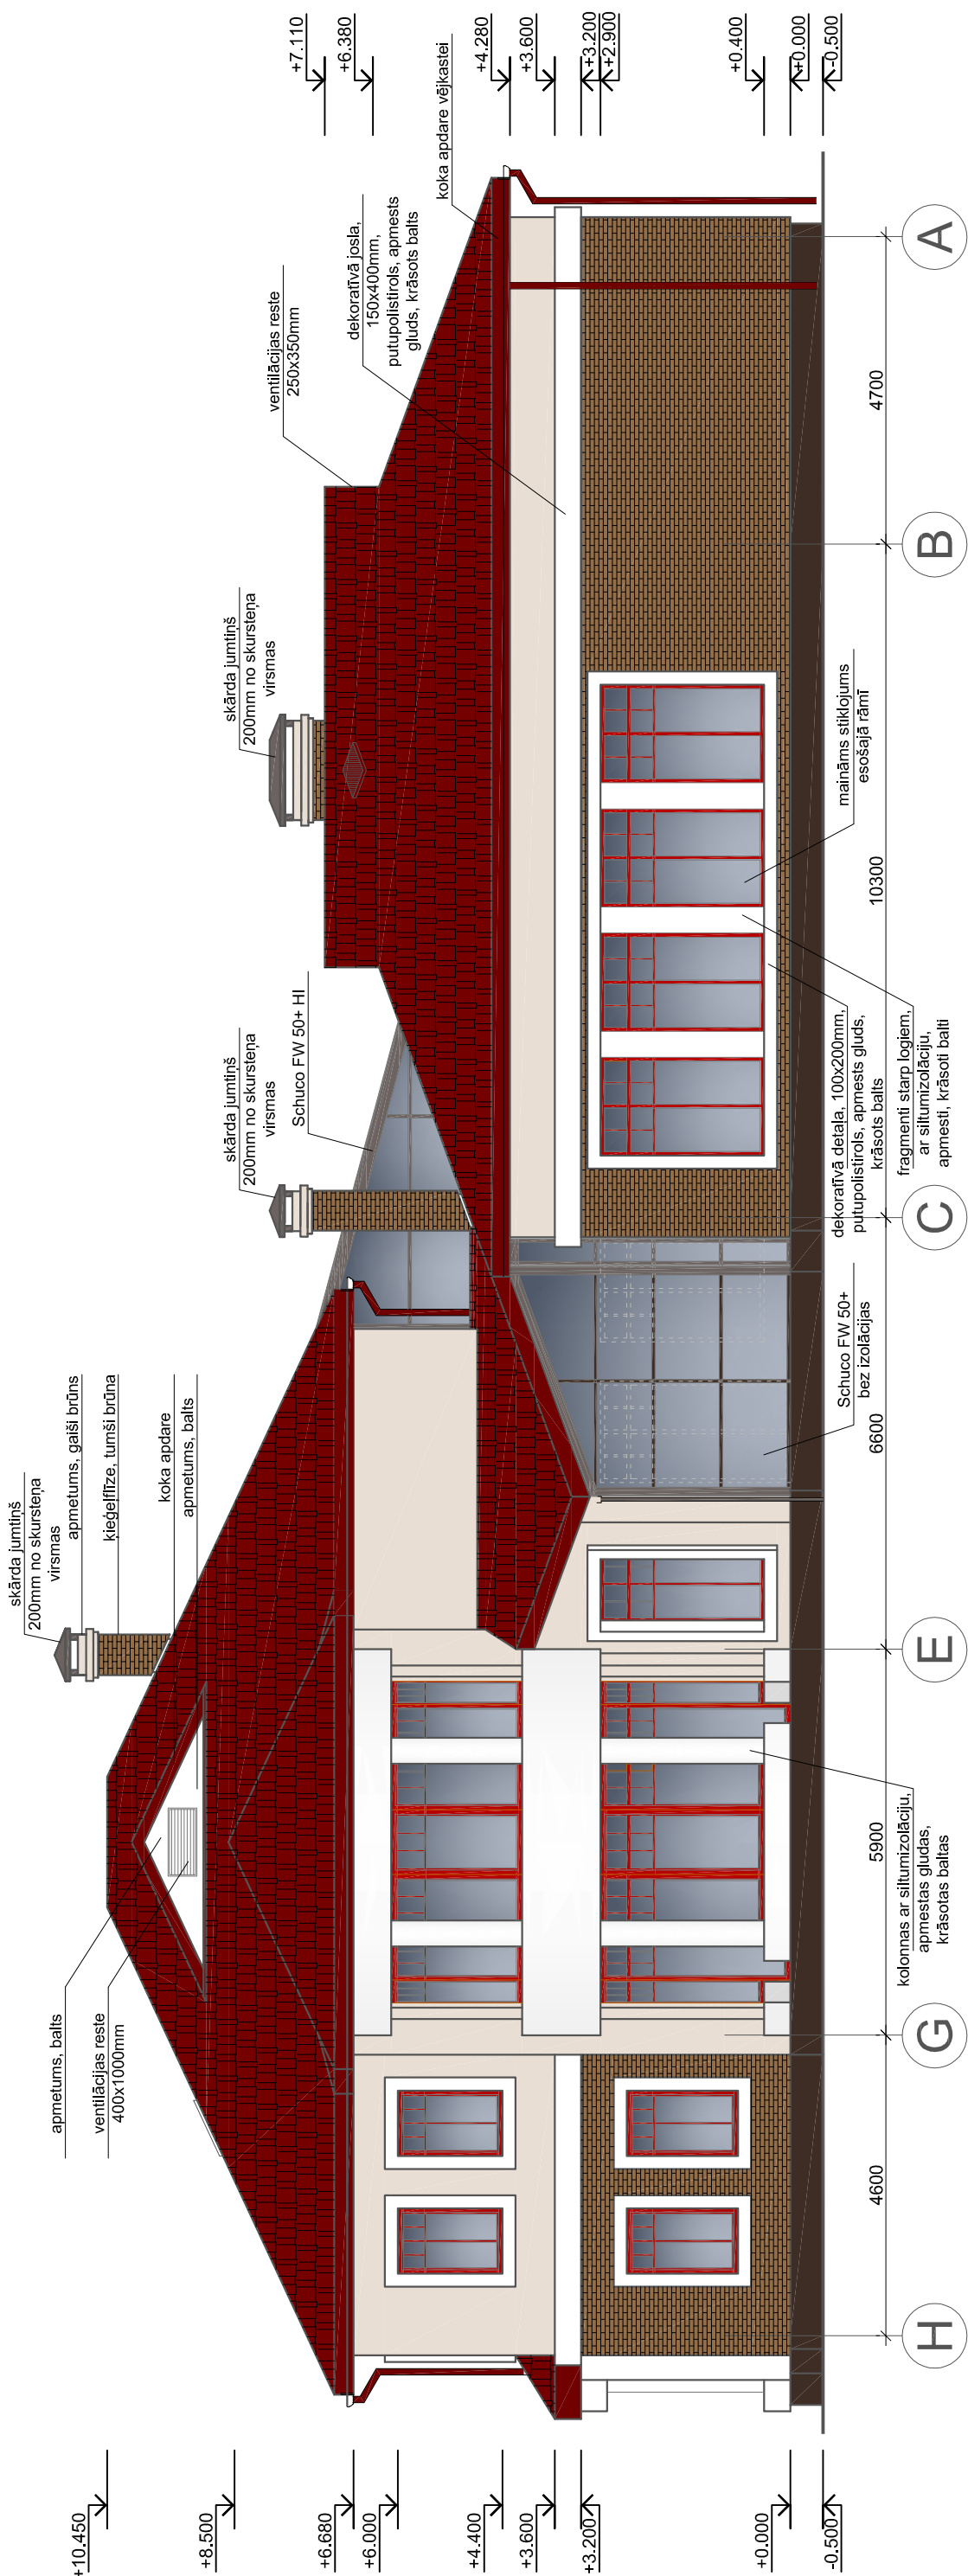 +10.450
+8.500
+6.680
+6.000
+4.400
+3.600
+3.200
+0.000
-0.500
apmetums, balts
ventilācijas reste
400x1000mm
skārda jumtiņš
200mm no skursteņa
virsmas
apmetums, gaiši brūns
ķieģeļflīze, tumši brūna
koka apdare
apmetums, balts
skārda jumtiņš
200mm no skursteņa
virsmas
Schuco FW 50+ HI
skārda jumtiņš
200mm no skursteņa
virsmas
ventilācijas reste
250x350mm
dekoratīvā josla,
150x400mm,
putupolistirols, apmests
gluds, krāsots balts
koka apdare vējkastei
+7.110
+6.380
+4.280
+3.600
+3.200
+2.900
+0.400
+0.000
-0.500
kolonnas ar siltumizolāciju,
apmestas gludas,
krāsotas baltas
Schuco FW 50+
bez izolācijas
dekoratīvā detaļa, 100x200mm,
putupolistirols, apmests gluds,
krāsots balts
fragmenti starp logiem,
ar siltumizolāciju,
apmesti, krāsoti balti
maināms stiklojums
esošajā rāmī
4600
5900
6600
10300
4700
H
G
E
C
B
A